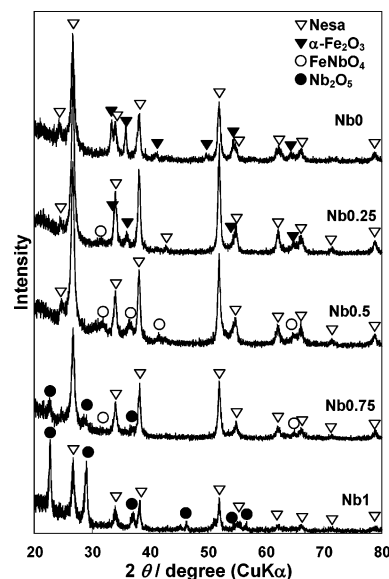 ▽ Nesa
▼ α-Fe₂O₃
○ FeNbO₄
● Nb₂O₅
Nb0
Nb0.25
Nb0.5
Nb0.75
Nb1
Intensity
20 30 40 50 60 70 80
2 θ / degree (CuKα)